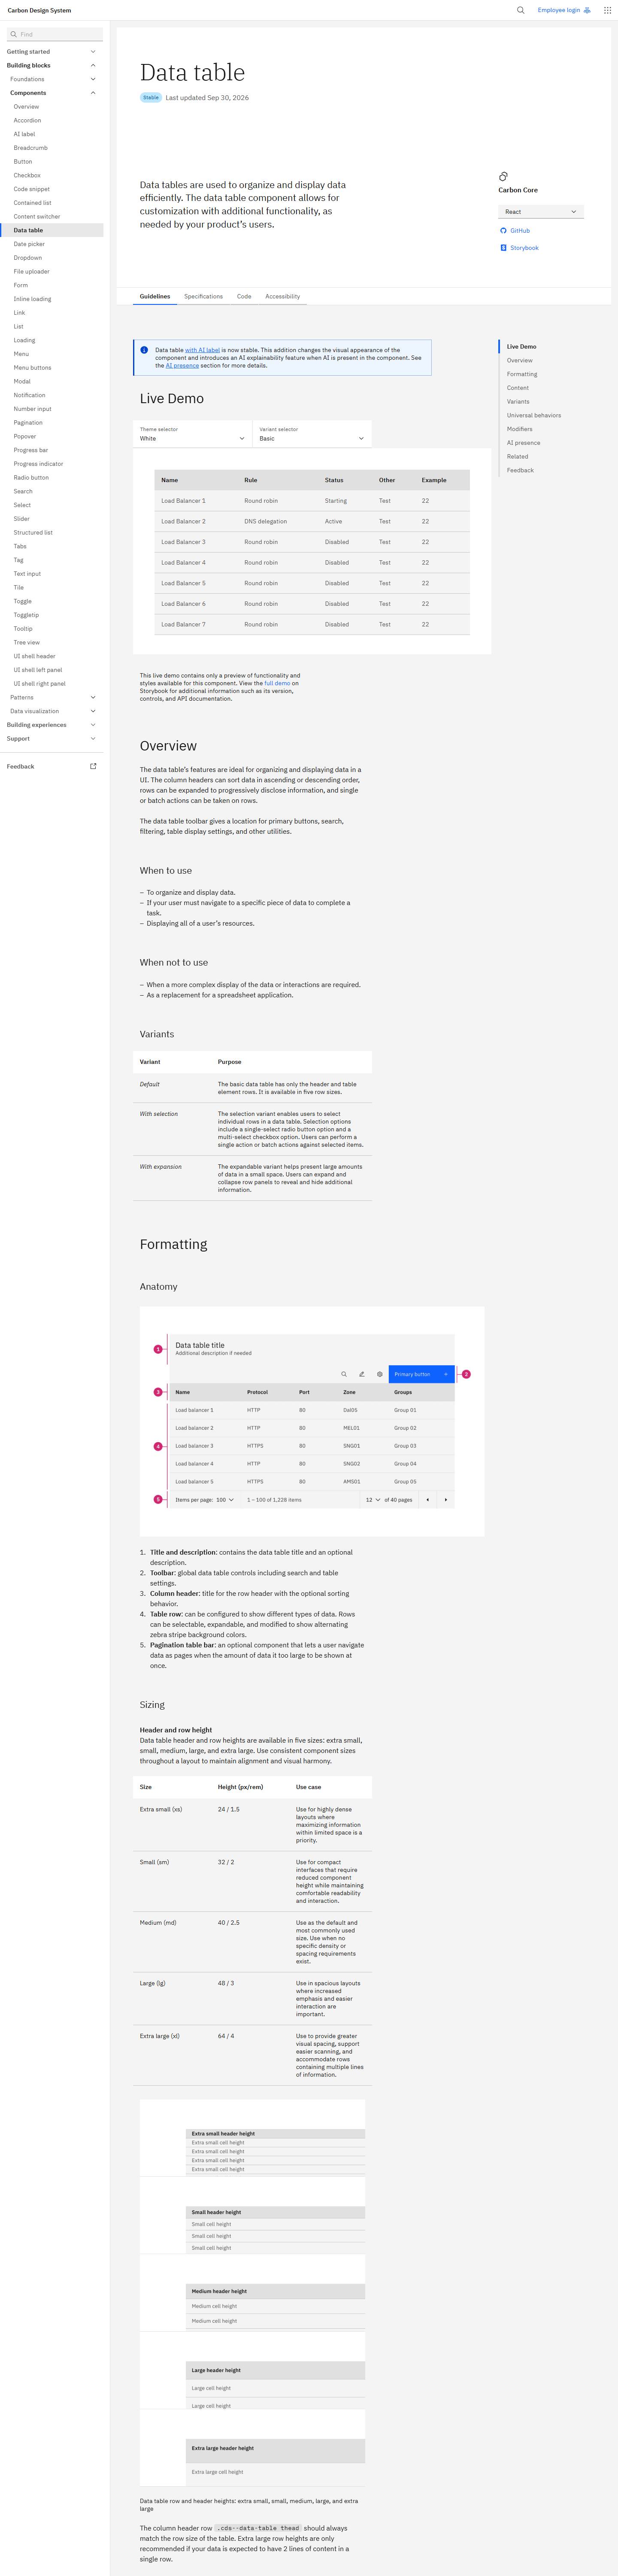 Carbon Design System
Employee login
Find
Getting started
Building blocks
Foundations
Components
Overview
Accordion
AI label
Breadcrumb
Button
Checkbox
Code snippet
Contained list
Content switcher
Data table
Date picker
Dropdown
File uploader
Form
Inline loading
Link
List
Loading
Menu
Menu buttons
Modal
Notification
Number input
Pagination
Popover
Progress bar
Progress indicator
Radio button
Search
Select
Slider
Structured list
Tabs
Tag
Text input
Tile
Toggle
Toggletip
Tooltip
Tree view
UI shell header
UI shell left panel
UI shell right panel
Patterns
Data visualization
Building experiences
Support
Feedback
Data table
Stable Last updated Sep 30, 2026
Data tables are used to organize and display data
efficiently. The data table component allows for
customization with additional functionality, as
needed by your product’s users.
Carbon Core
React
GitHub
Storybook
Guidelines Specifications Code Accessibility
Data table with AI label is now stable. This addition changes the visual appearance of the
component and introduces an AI explainability feature when AI is present in the component. See
the AI presence section for more details.
Live Demo
Overview
Formatting
Content
Variants
Universal behaviors
Modifiers
AI presence
Related
Feedback
Live Demo
Theme selector
White
Variant selector
Basic
Name Rule Status Other Example
Load Balancer 1 Round robin Starting Test 22
Load Balancer 2 DNS delegation Active Test 22
Load Balancer 3 Round robin Disabled Test 22
Load Balancer 4 Round robin Disabled Test 22
Load Balancer 5 Round robin Disabled Test 22
Load Balancer 6 Round robin Disabled Test 22
Load Balancer 7 Round robin Disabled Test 22
This live demo contains only a preview of functionality and
styles available for this component. View the full demo on
Storybook for additional information such as its version,
controls, and API documentation.
Overview
The data table’s features are ideal for organizing and displaying data in a
UI. The column headers can sort data in ascending or descending order,
rows can be expanded to progressively disclose information, and single
or batch actions can be taken on rows.
The data table toolbar gives a location for primary buttons, search,
filtering, table display settings, and other utilities.
When to use
– To organize and display data.
– If your user must navigate to a specific piece of data to complete a
task.
– Displaying all of a user’s resources.
When not to use
– When a more complex display of the data or interactions are required.
– As a replacement for a spreadsheet application.
Variants
Variant Purpose
Default The basic data table has only the header and table
element rows. It is available in five row sizes.
With selection The selection variant enables users to select
individual rows in a data table. Selection options
include a single-select radio button option and a
multi-select checkbox option. Users can perform a
single action or batch actions against selected items.
With expansion The expandable variant helps present large amounts
of data in a small space. Users can expand and
collapse row panels to reveal and hide additional
information.
Formatting
Anatomy
1
Data table title
Additional description if needed
Primary button + 2
3 Name Protocol Port Zone Groups
Load balancer 1 HTTP 80 Dal05 Group 01
Load balancer 2 HTTP 80 MEL01 Group 02
4 Load balancer 3 HTTPS 80 SNG01 Group 03
Load balancer 4 HTTP 80 SNG02 Group 04
Load balancer 5 HTTPS 80 AMS01 Group 05
5 Items per page: 100 1 – 100 of 1,228 items 12 of 40 pages
1. Title and description: contains the data table title and an optional
description.
2. Toolbar: global data table controls including search and table
settings.
3. Column header: title for the row header with the optional sorting
behavior.
4. Table row: can be configured to show different types of data. Rows
can be selectable, expandable, and modified to show alternating
zebra stripe background colors.
5. Pagination table bar: an optional component that lets a user navigate
data as pages when the amount of data it too large to be shown at
once.
Sizing
Header and row height
Data table header and row heights are available in five sizes: extra small,
small, medium, large, and extra large. Use consistent component sizes
throughout a layout to maintain alignment and visual harmony.
Size Height (px/rem) Use case
Extra small (xs) 24 / 1.5 Use for highly dense
layouts where
maximizing information
within limited space is a
priority.
Small (sm) 32 / 2 Use for compact
interfaces that require
reduced component
height while maintaining
comfortable readability
and interaction.
Medium (md) 40 / 2.5 Use as the default and
most commonly used
size. Use when no
specific density or
spacing requirements
exist.
Large (lg) 48 / 3 Use in spacious layouts
where increased
emphasis and easier
interaction are
important.
Extra large (xl) 64 / 4 Use to provide greater
visual spacing, support
easier scanning, and
accommodate rows
containing multiple lines
of information.
Extra small header height
Extra small cell height
Extra small cell height
Extra small cell height
Extra small cell height
Small header height
Small cell height
Small cell height
Small cell height
Medium header height
Medium cell height
Medium cell height
Large header height
Large cell height
Large cell height
Extra large header height
Extra large cell height
Data table row and header heights: extra small, small, medium, large, and extra
large
The column header row .cds--data-table thead should always
match the row size of the table. Extra large row heights are only
recommended if your data is expected to have 2 lines of content in a
single row.